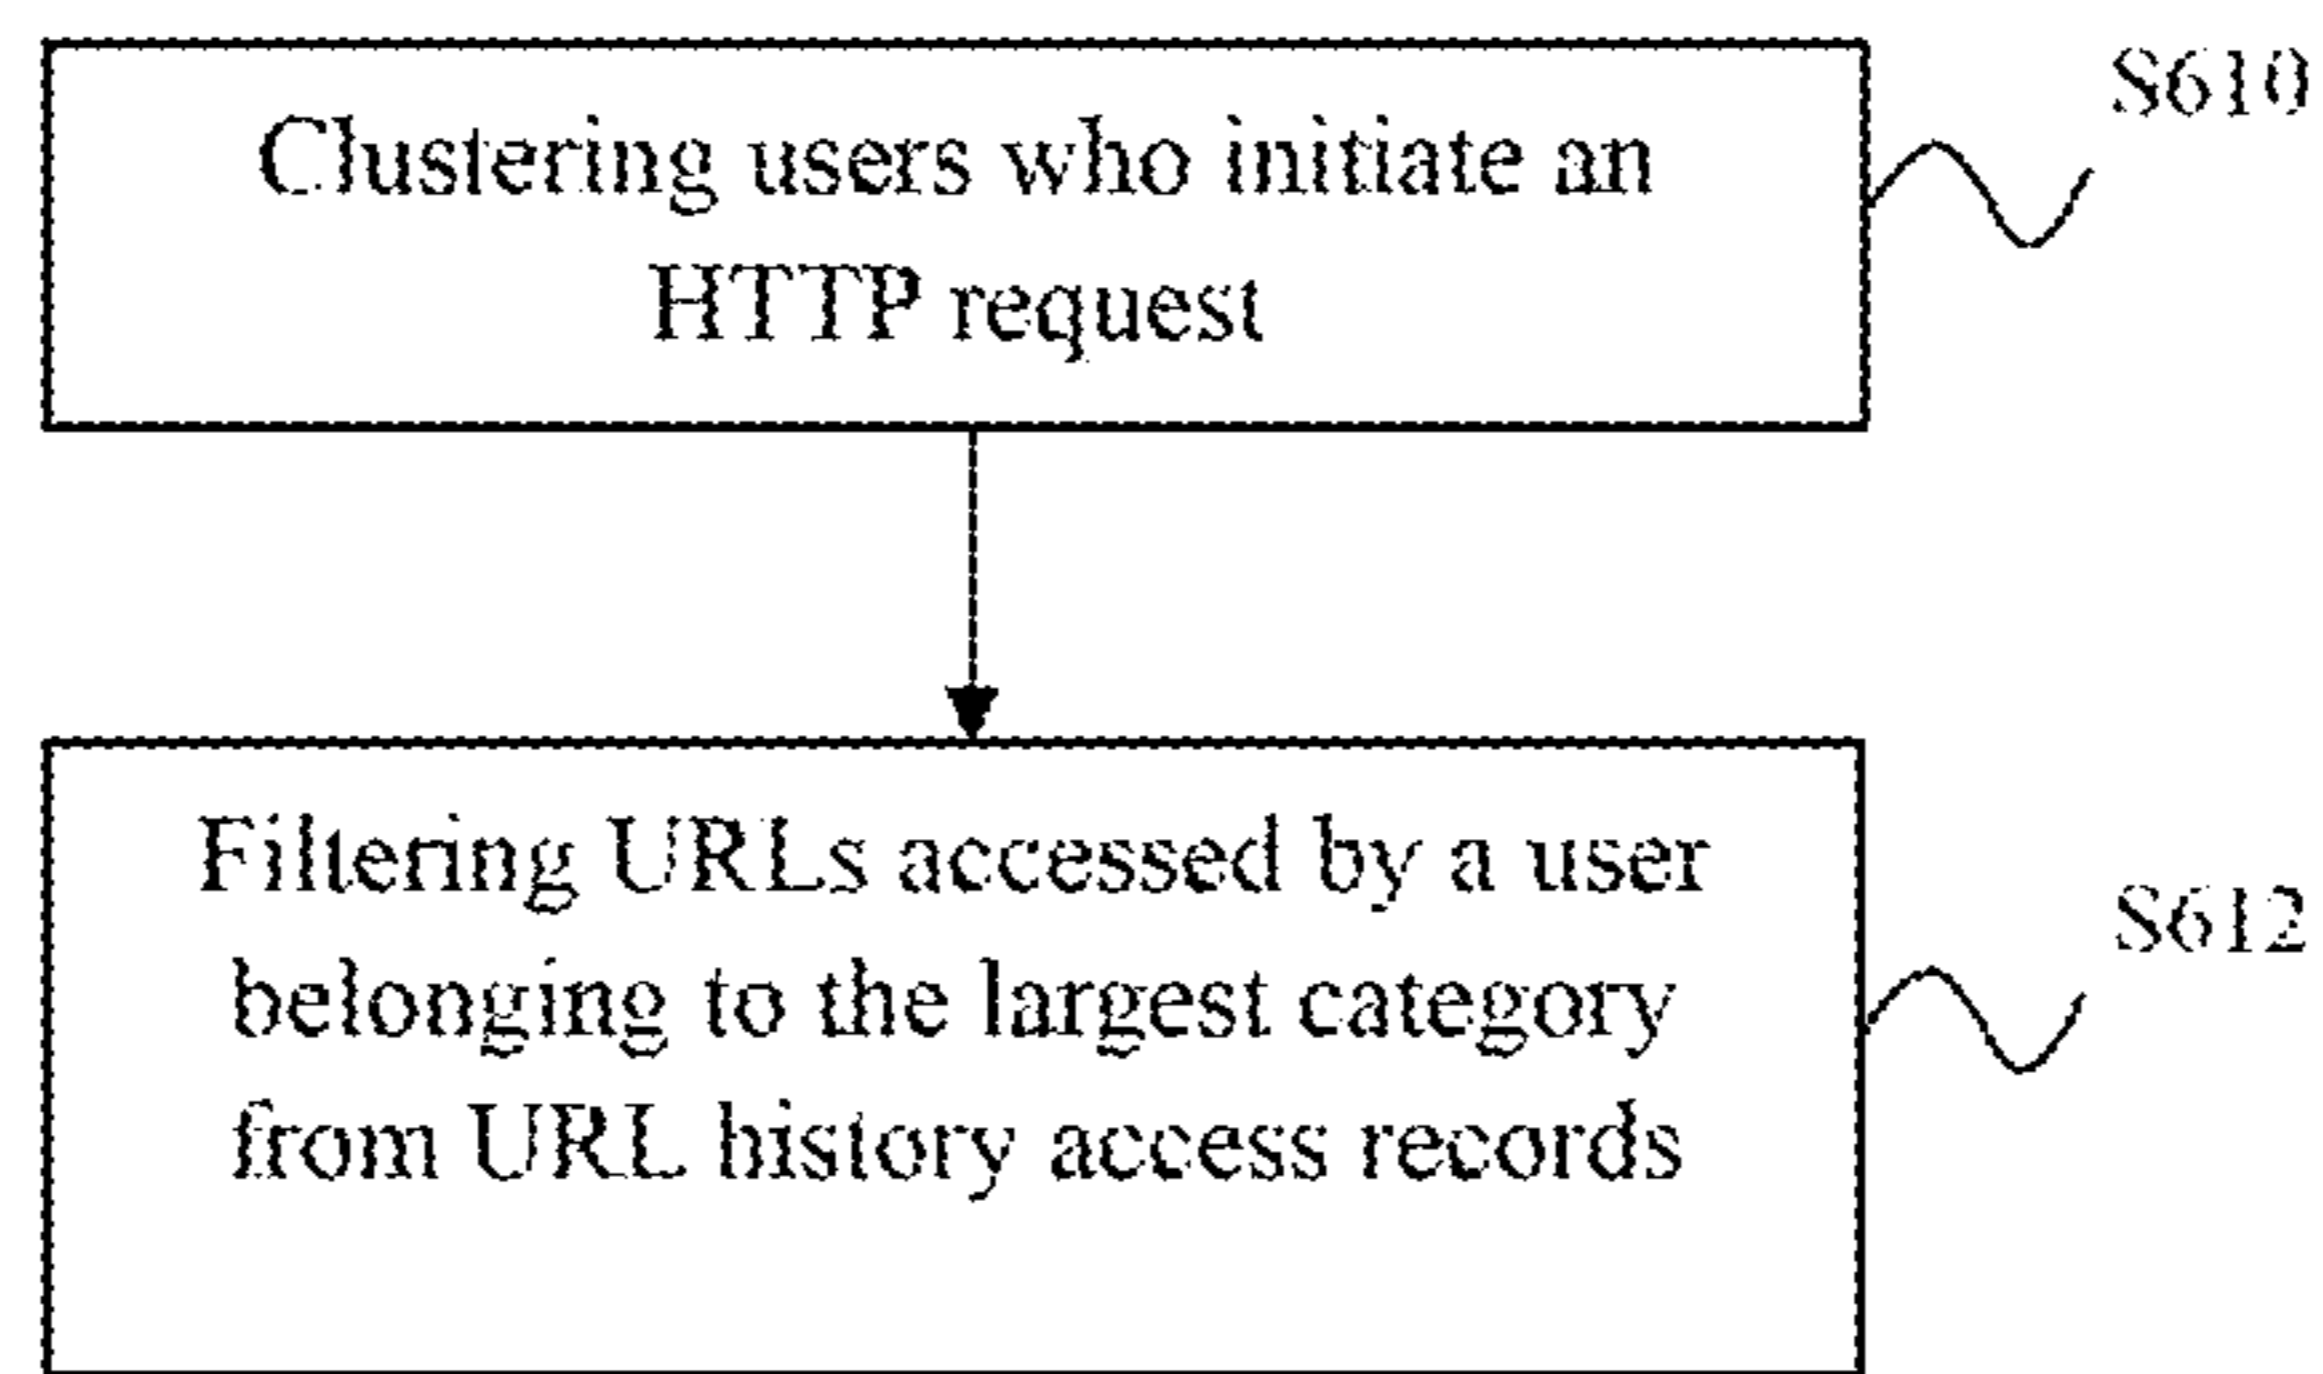 S610
Clustering users who initiate an
HTTP request
Filtering URLs accessed by a user
S612
belonging to the largest category
from URL history access records